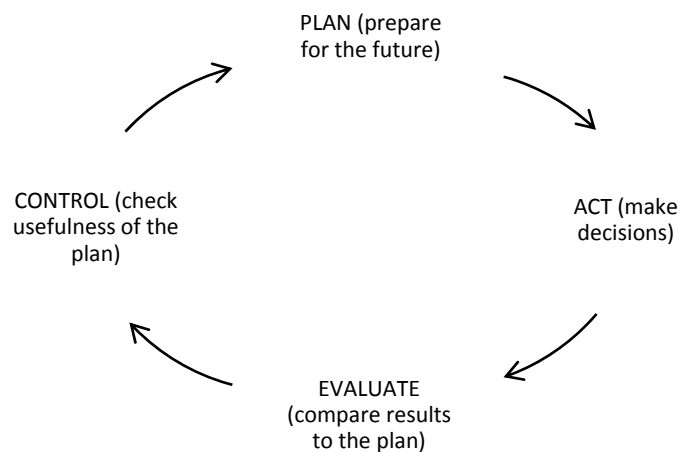 PLAN (prepare
for the future)
ACT (make
decisions)
EVALUATE
(compare results
to the plan)
CONTROL (check
usefulness of the
plan)